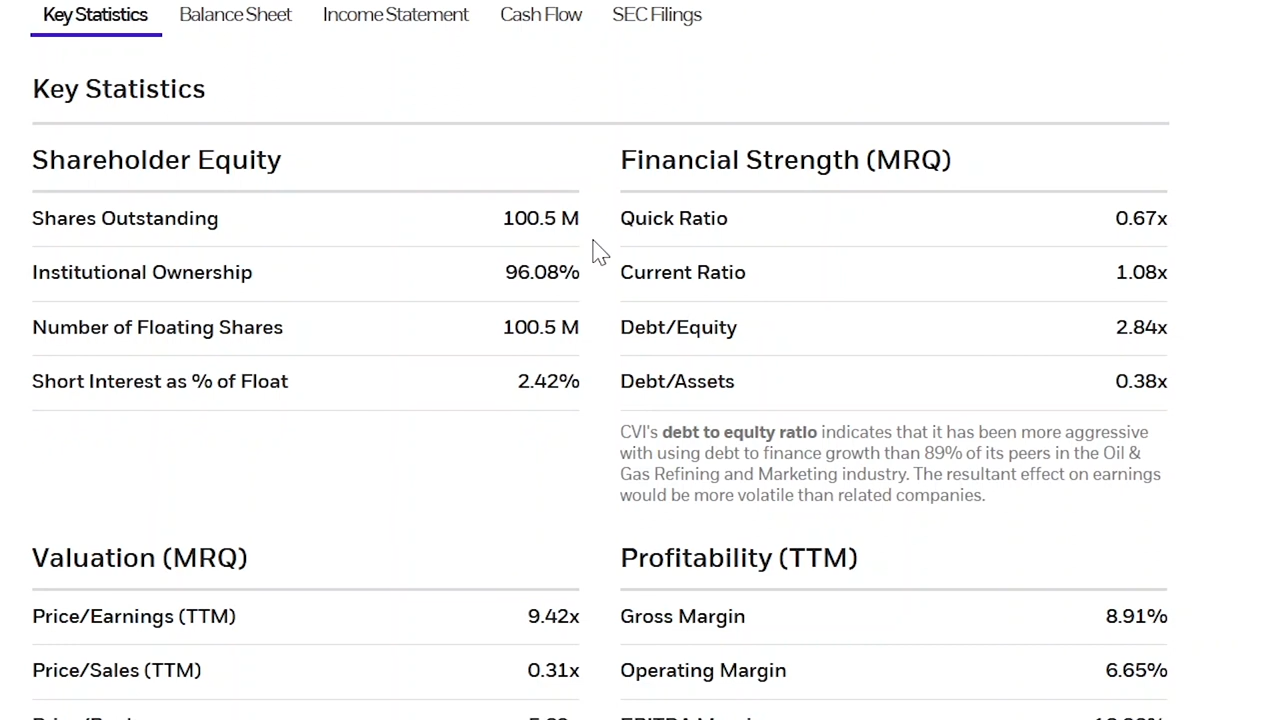 Key Statistics Balance Sheet Income Statement Cash Flow SEC Filings
Key Statistics
Shareholder Equity
Shares Outstanding 100.5 M
Institutional Ownership 96.08%
Number of Floating Shares 100.5 M
Short Interest as % of Float 2.42%
Financial Strength (MRQ)
Quick Ratio 0.67x
Current Ratio 1.08x
Debt/Equity 2.84x
Debt/Assets 0.38x
CVI's debt to equity ratio indicates that it has been more aggressive
with using debt to finance growth than 89% of its peers in the Oil &
Gas Refining and Marketing industry. The resultant effect on earnings
would be more volatile than related companies.
Valuation (MRQ)
Price/Earnings (TTM) 9.42x
Price/Sales (TTM) 0.31x
Profitability (TTM)
Gross Margin 8.91%
Operating Margin 6.65%